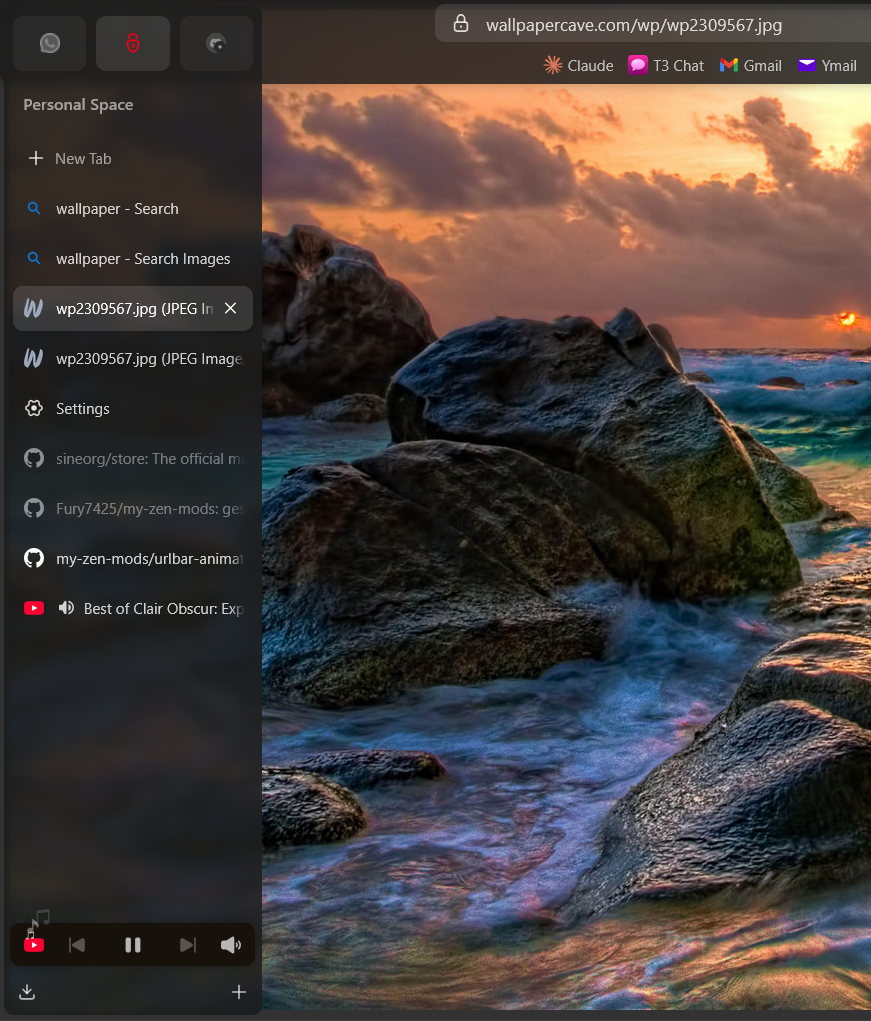 wallpapercave.com/wp/wp2309567.jpg
Claude
T3 Chat
Gmail
Ymail
Personal Space
New Tab
wallpaper - Search
wallpaper - Search Images
wp2309567.jpg (JPEG Im
wp2309567.jpg (JPEG Image,
Settings
sineorg/store: The official ma
Fury7425/my-zen-mods: ges
my-zen-mods/urlbar-animat
Best of Clair Obscur: Exp